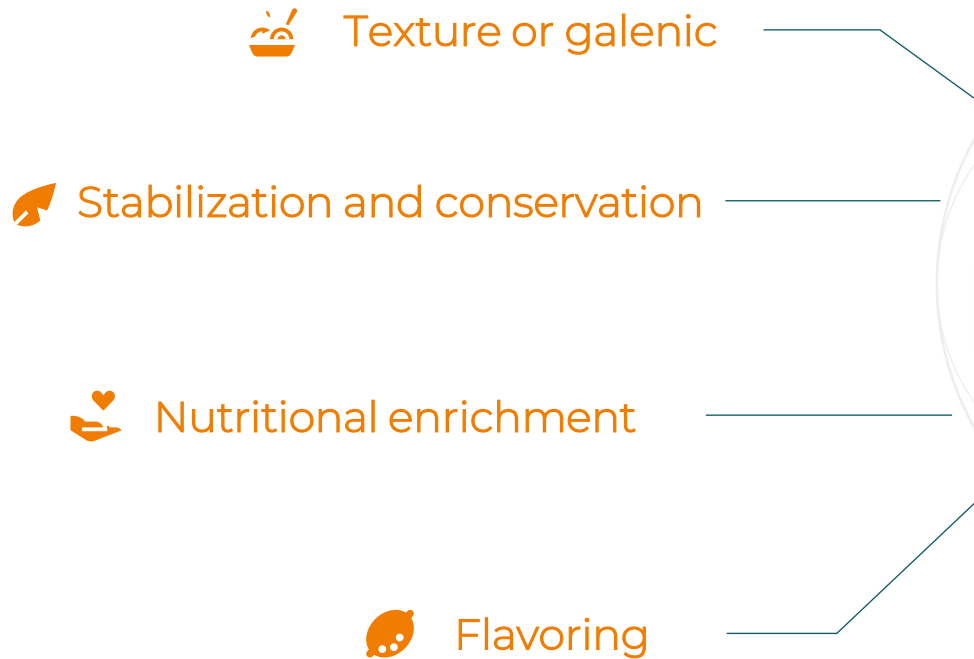 Texture or galenic
Stabilization and conservation
Nutritional enrichment
Flavoring